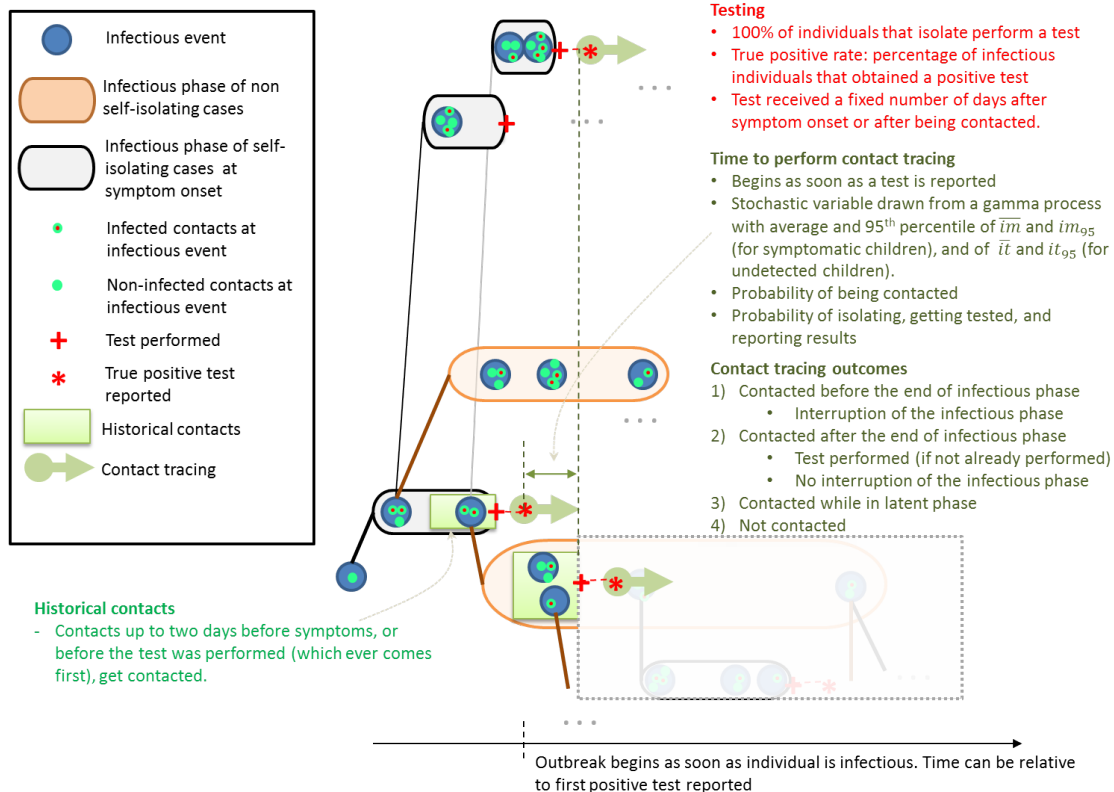 Infectious event
Infectious phase of non
self-isolating cases
Infectious phase of self-
isolating cases at
symptom onset
Infected contacts at
infectious event
Non-infected contacts at
infectious event
Test performed
True positive test
reported
Historical contacts
Contact tracing
Testing
• 100% of individuals that isolate perform a test
• True positive rate: percentage of infectious
individuals that obtained a positive test
• Test received a fixed number of days after
symptom onset or after being contacted.
Time to perform contact tracing
• Begins as soon as a test is reported
• Stochastic variable drawn from a gamma process
with average and 95th percentile of i̅m̅ and im₉₅
(for symptomatic children), and of i̅t̅ and it₉₅ (for
undetected children).
• Probability of being contacted
• Probability of isolating, getting tested, and
reporting results
Contact tracing outcomes
1) Contacted before the end of infectious phase
• Interruption of the infectious phase
2) Contacted after the end of infectious phase
• Test performed (if not already performed)
• No interruption of the infectious phase
3) Contacted while in latent phase
4) Not contacted
Historical contacts
- Contacts up to two days before symptoms, or
before the test was performed (which ever comes
first), get contacted.
Outbreak begins as soon as individual is infectious. Time can be relative
to first positive test reported